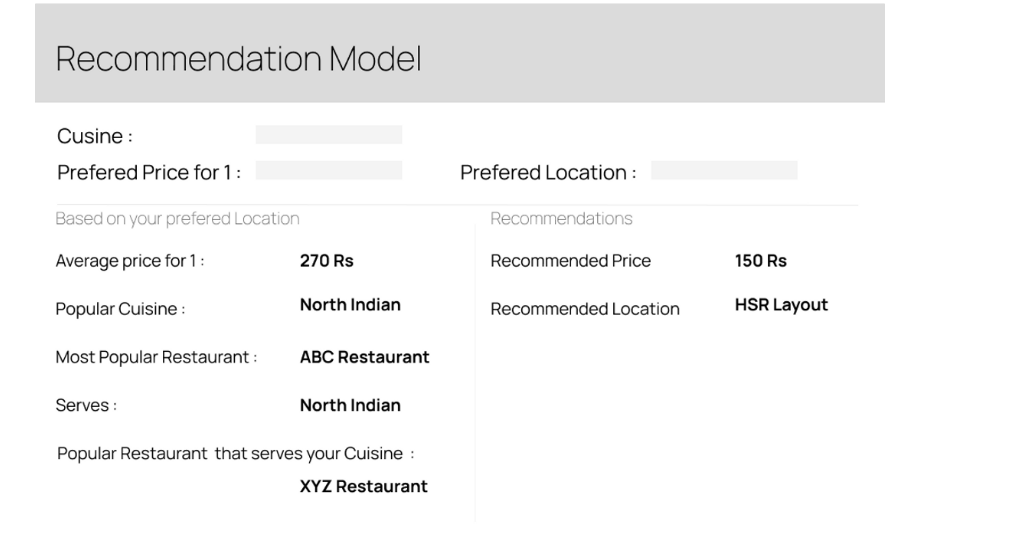 Recommendation Model
Cusine :
Prefered Price for 1 :
Prefered Location :
Based on your prefered Location
Average price for 1 : 270 Rs
Popular Cuisine : North Indian
Most Popular Restaurant : ABC Restaurant
Serves : North Indian
Popular Restaurant that serves your Cuisine :
XYZ Restaurant
Recommendations
Recommended Price 150 Rs
Recommended Location HSR Layout